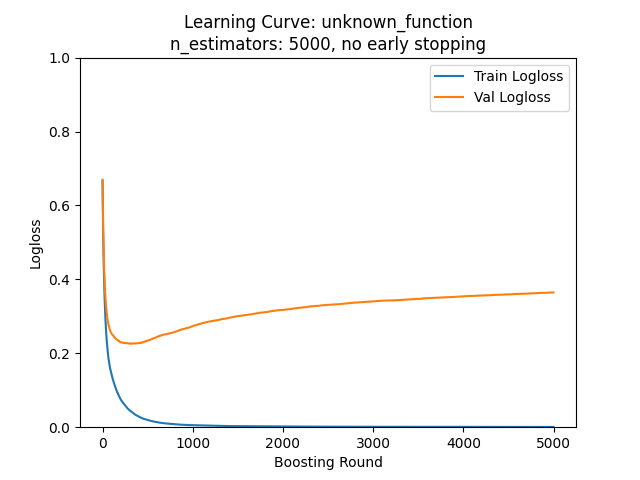 Learning Curve: unknown_function
n_estimators: 5000, no early stopping
Train Logloss
Val Logloss
Logloss
1.0
0.8
0.6
0.4
0.2
0.0
0
1000
2000
3000
4000
5000
Boosting Round